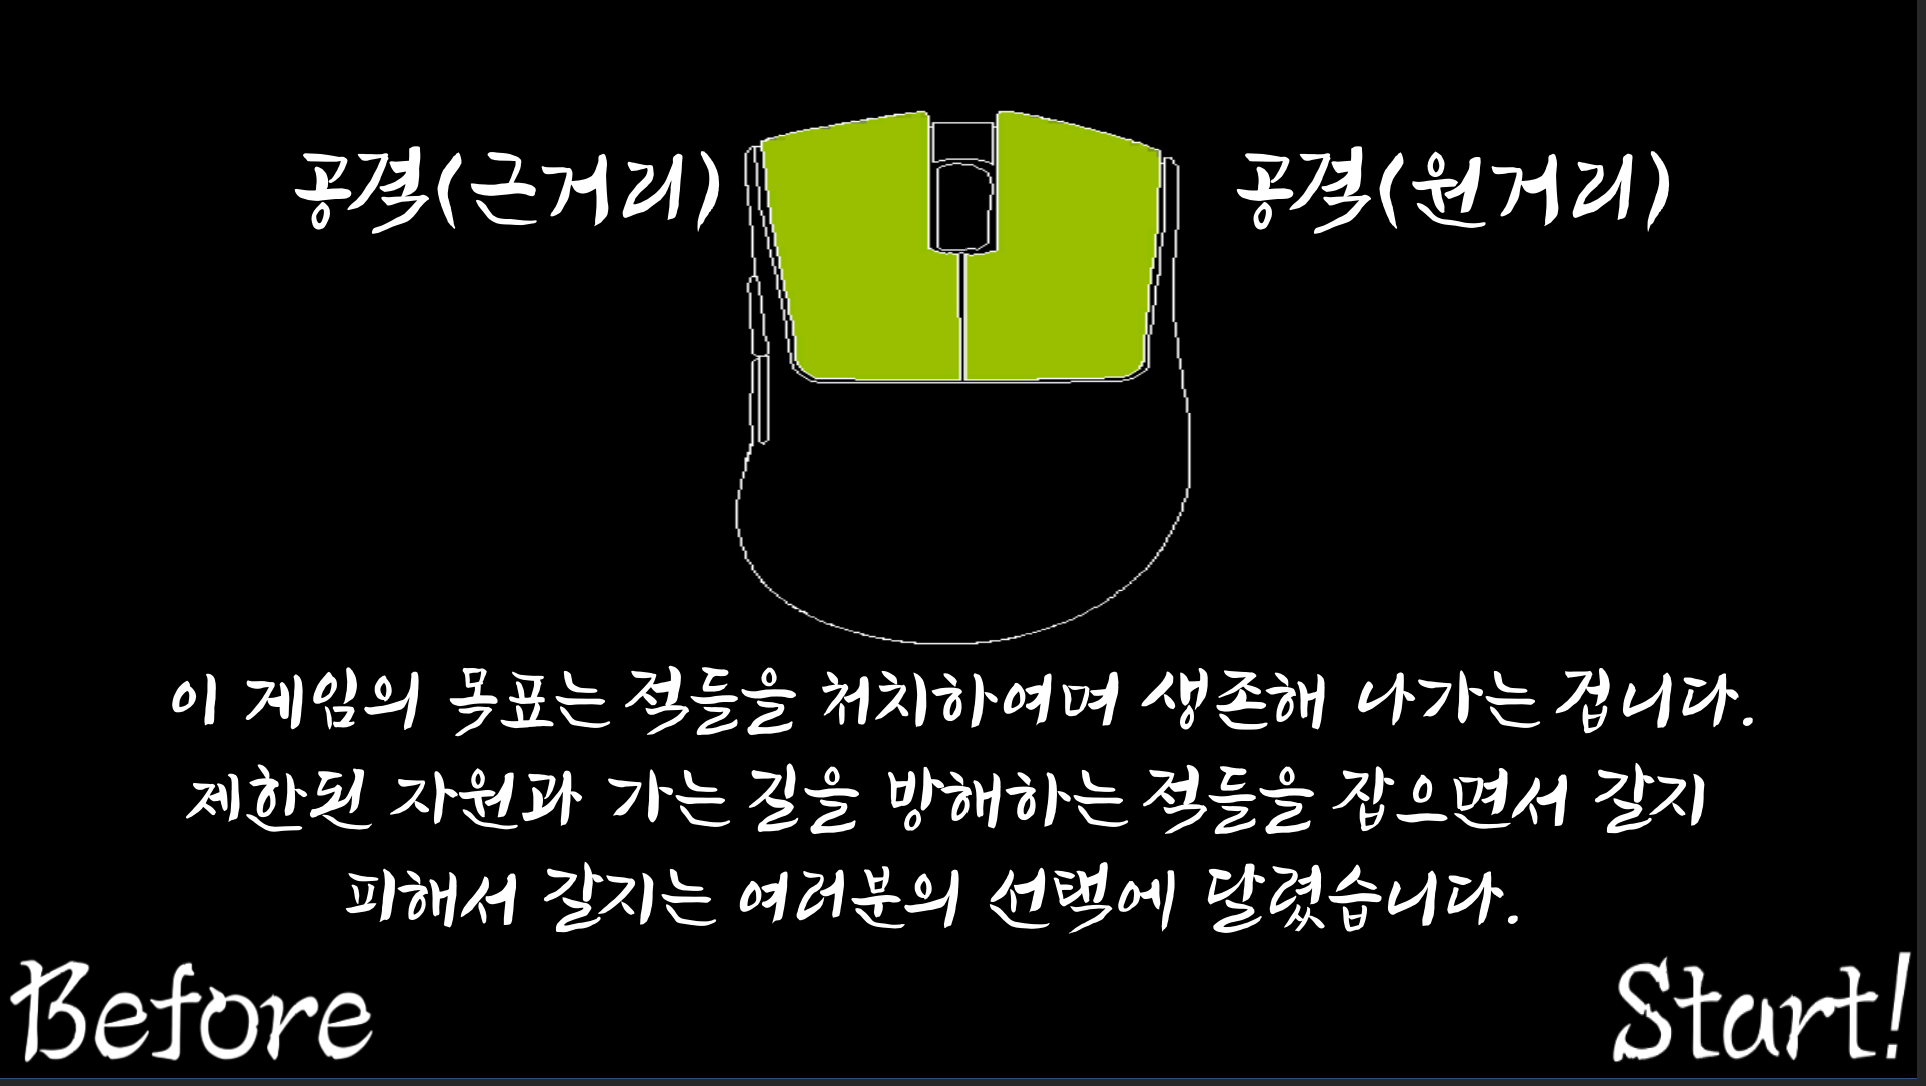 공격(근거리)
공격(원거리)
이 게임의 목표는 적들을 처치하여며 생존해 나가는 겁니다.
제한된 자원과 가는 길을 방해하는 적들을 잡으면서 갈지
피해서 갈지는 여러분의 선택에 달렸습니다.
Before
Start!